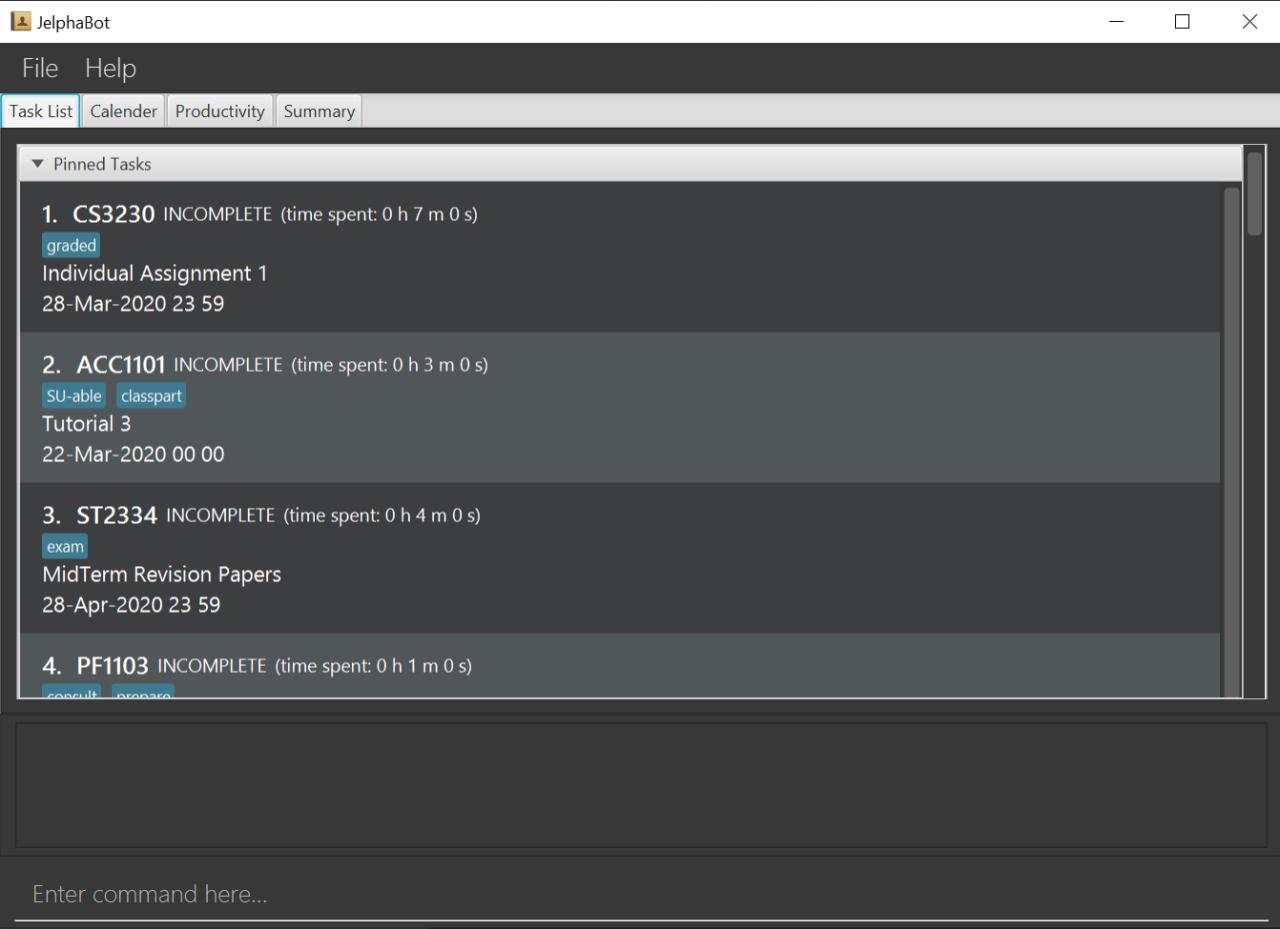 JelphaBot
File Help
Task List Calender Productivity Summary
Pinned Tasks
1. CS3230 INCOMPLETE (time spent: 0 h 7 m 0 s)
graded
Individual Assignment 1
28-Mar-2020 23 59
2. ACC1101 INCOMPLETE (time spent: 0 h 3 m 0 s)
SU-able classpart
Tutorial 3
22-Mar-2020 00 00
3. ST2334 INCOMPLETE (time spent: 0 h 4 m 0 s)
exam
MidTerm Revision Papers
28-Apr-2020 23 59
4. PF1103 INCOMPLETE (time spent: 0 h 1 m 0 s)
consult prepare
Enter command here...